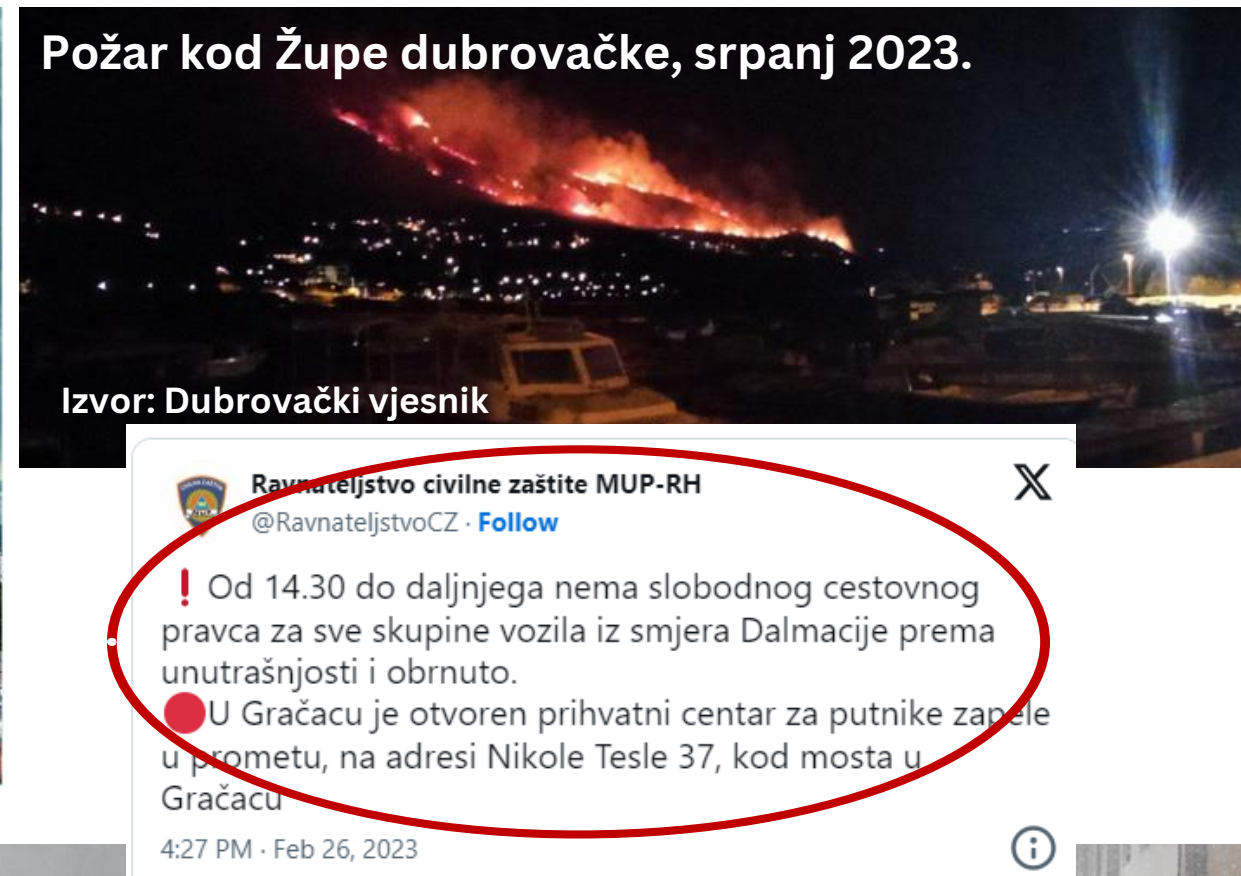 Požar kod Župe dubrovačke, srpanj 2023.
Izvor: Dubrovački vjesnik
Ravnateljstvo civilne zaštite MUP-RH
@RavnateljstvoCZ · Follow
❗ Od 14.30 do daljnjega nema slobodnog cestovnog
pravca za sve skupine vozila iz smjera Dalmacije prema
unutrašnjosti i obrnuto.
🔴U Gračacu je otvoren prihvatni centar za putnike zapele
u prometu, na adresi Nikole Tesle 37, kod mosta u
Gračacu
4:27 PM · Feb 26, 2023